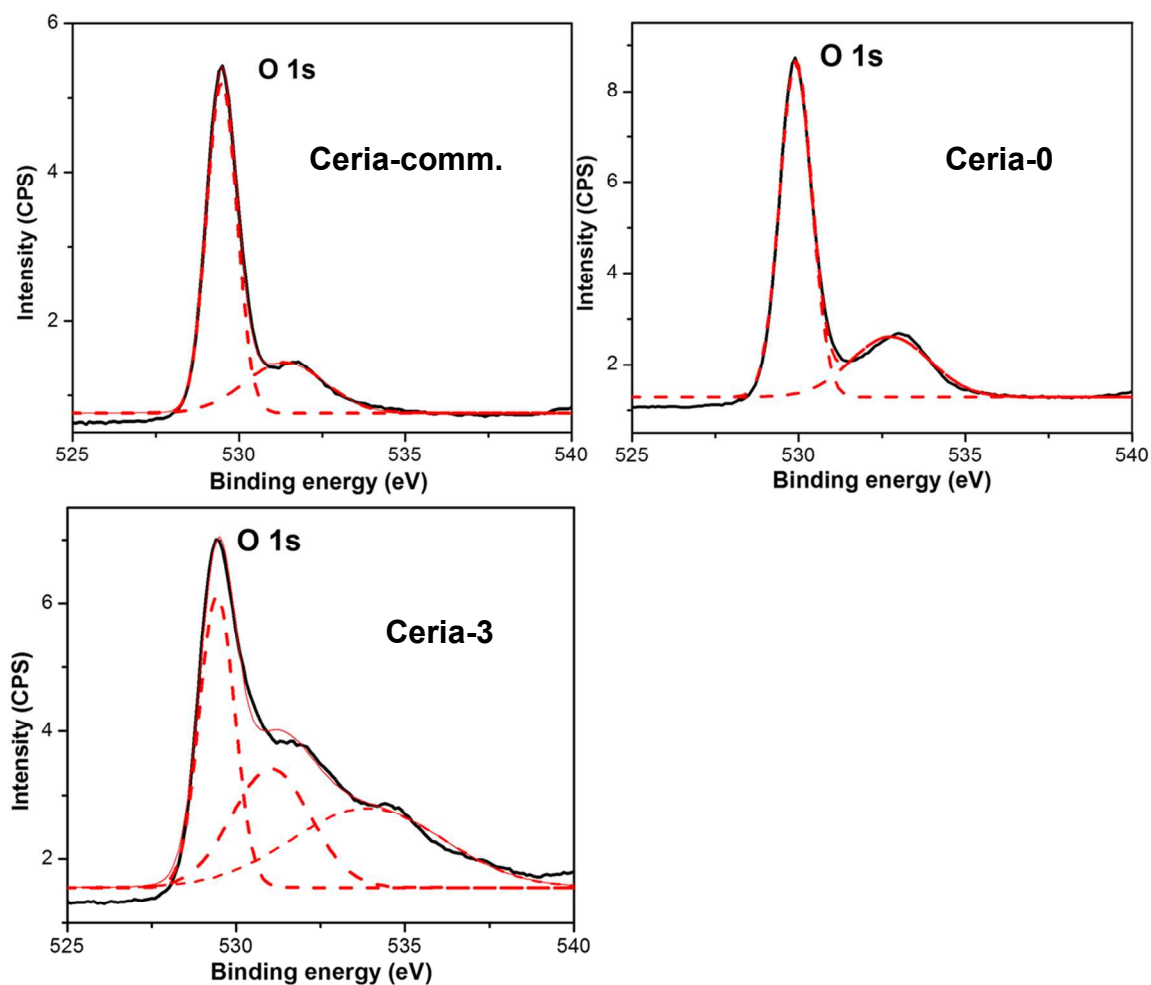 6
O 1s
Ceria-comm.
4
2
Intensity (CPS)
525
530
535
540
Binding energy (eV)
O 1s
8
Ceria-0
6
4
2
Intensity (CPS)
525
530
535
540
Binding energy (eV)
O 1s
6
Ceria-3
4
2
Intensity (CPS)
525
530
535
540
Binding energy (eV)